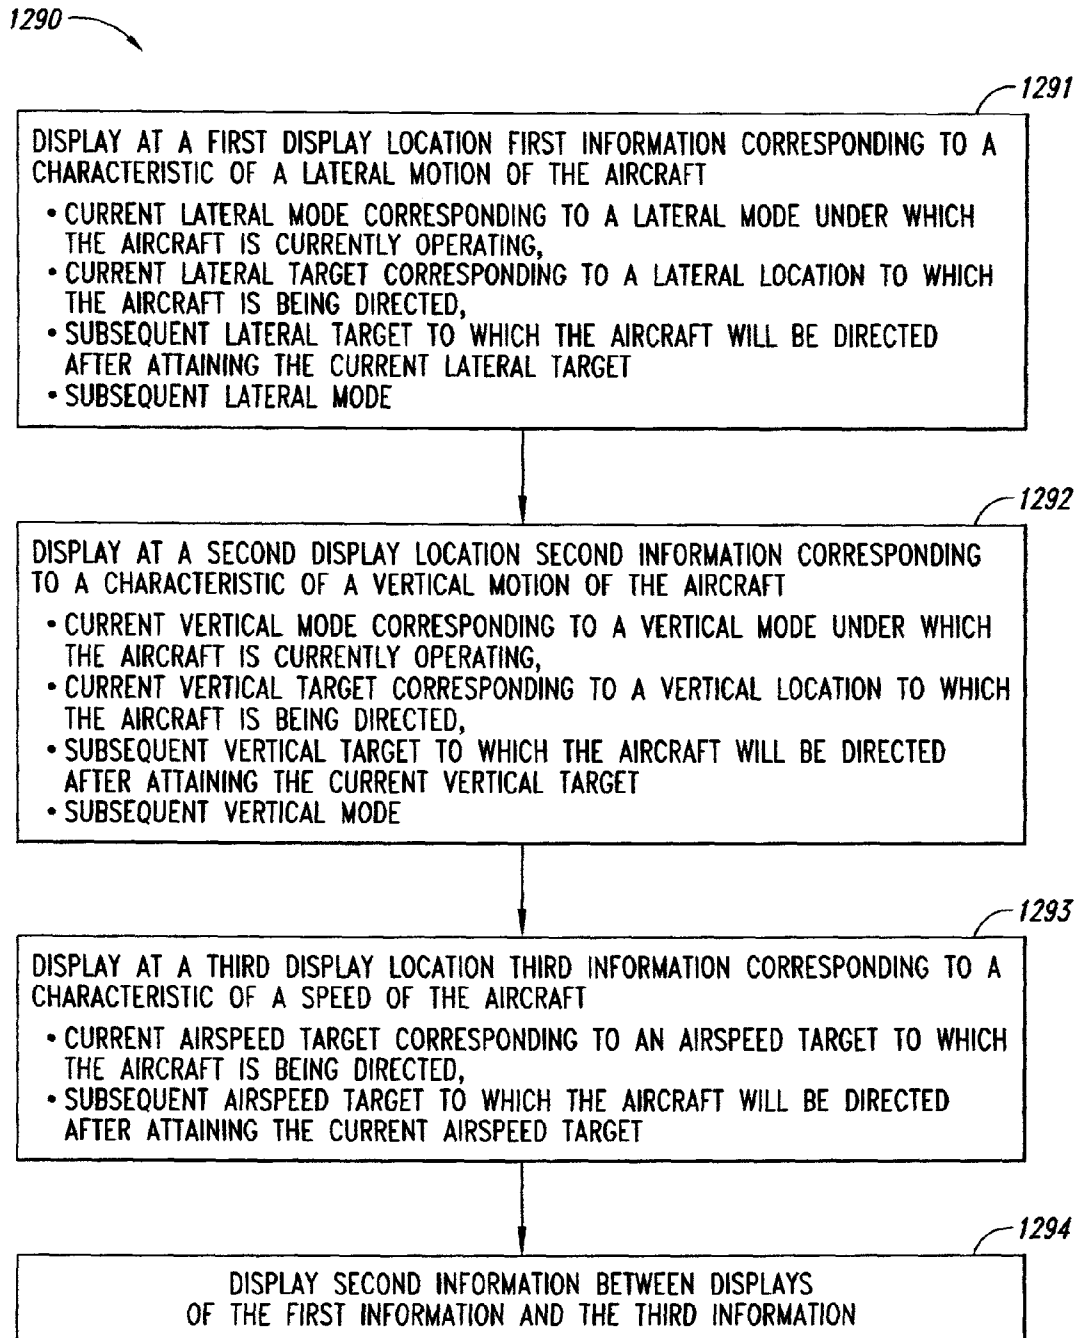 1290
1291
DISPLAY AT A FIRST DISPLAY LOCATION FIRST INFORMATION CORRESPONDING TO A
CHARACTERISTIC OF A LATERAL MOTION OF THE AIRCRAFT
• CURRENT LATERAL MODE CORRESPONDING TO A LATERAL MODE UNDER WHICH
THE AIRCRAFT IS CURRENTLY OPERATING,
• CURRENT LATERAL TARGET CORRESPONDING TO A LATERAL LOCATION TO WHICH
THE AIRCRAFT IS BEING DIRECTED,
• SUBSEQUENT LATERAL TARGET TO WHICH THE AIRCRAFT WILL BE DIRECTED
AFTER ATTAINING THE CURRENT LATERAL TARGET
• SUBSEQUENT LATERAL MODE
1292
DISPLAY AT A SECOND DISPLAY LOCATION SECOND INFORMATION CORRESPONDING
TO A CHARACTERISTIC OF A VERTICAL MOTION OF THE AIRCRAFT
• CURRENT VERTICAL MODE CORRESPONDING TO A VERTICAL MODE UNDER WHICH
THE AIRCRAFT IS CURRENTLY OPERATING,
• CURRENT VERTICAL TARGET CORRESPONDING TO A VERTICAL LOCATION TO WHICH
THE AIRCRAFT IS BEING DIRECTED,
• SUBSEQUENT VERTICAL TARGET TO WHICH THE AIRCRAFT WILL BE DIRECTED
AFTER ATTAINING THE CURRENT VERTICAL TARGET
• SUBSEQUENT VERTICAL MODE
1293
DISPLAY AT A THIRD DISPLAY LOCATION THIRD INFORMATION CORRESPONDING TO A
CHARACTERISTIC OF A SPEED OF THE AIRCRAFT
• CURRENT AIRSPEED TARGET CORRESPONDING TO AN AIRSPEED TARGET TO WHICH
THE AIRCRAFT IS BEING DIRECTED,
• SUBSEQUENT AIRSPEED TARGET TO WHICH THE AIRCRAFT WILL BE DIRECTED
AFTER ATTAINING THE CURRENT AIRSPEED TARGET
1294
DISPLAY SECOND INFORMATION BETWEEN DISPLAYS
OF THE FIRST INFORMATION AND THE THIRD INFORMATION